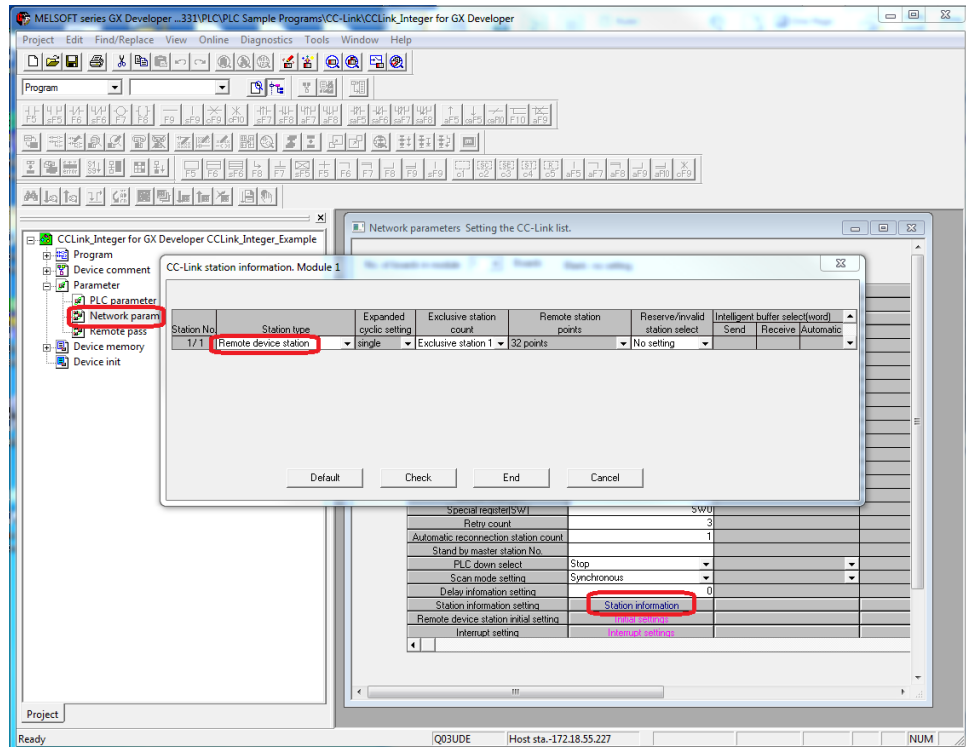 MELSOFT series GX Developer ...331\PLC\PLC Sample Programs\CC-Link\CCLink_Integer for GX Developer
Project Edit Find/Replace View Online Diagnostics Tools Window Help
Program
CCLink_Integer for GX Developer CCLink_Integer_Example
Program
Device comment
Parameter
PLC parameter
Network param
Remote pass
Device memory
Device init
Project
Network parameters Setting the CC-Link list.
CC-Link station information. Module 1
Station No. Station type Expanded cyclic setting Exclusive station count Remote station points Reserve/invalid station select Intelligent buffer select(word)
Send Receive Automatic
1/1 Remote device station single Exclusive station 1 32 points No setting
Default Check End Cancel
Special register(SW) SW0
Retry count 3
Automatic reconnection station count 1
Stand by master station No.
PLC down select Stop
Scan mode setting Synchronous
Delay infomation setting 0
Station infomation setting Station information
Remote device station initial setting Initial settings
Interrupt setting Interrupt settings
Ready Q03UDE Host sta.-172.18.55.227 NUM